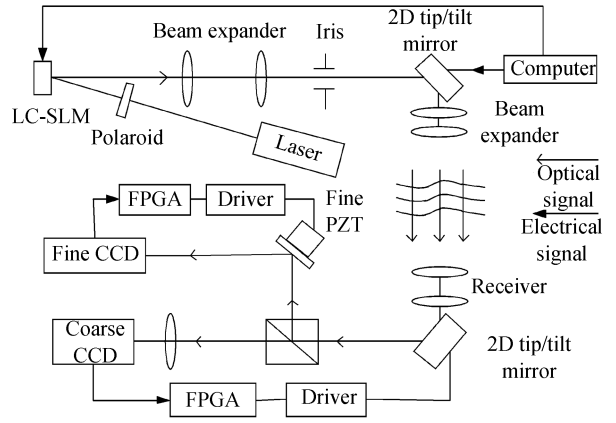 Beam expander
Iris
2D tip/tilt
mirror
Computer
LC-SLM
Polaroid
Laser
Beam
expander
Optical
signal
Electrical
signal
FPGA
Driver
Fine
PZT
Fine CCD
Receiver
Coarse
CCD
2D tip/tilt
mirror
FPGA
Driver